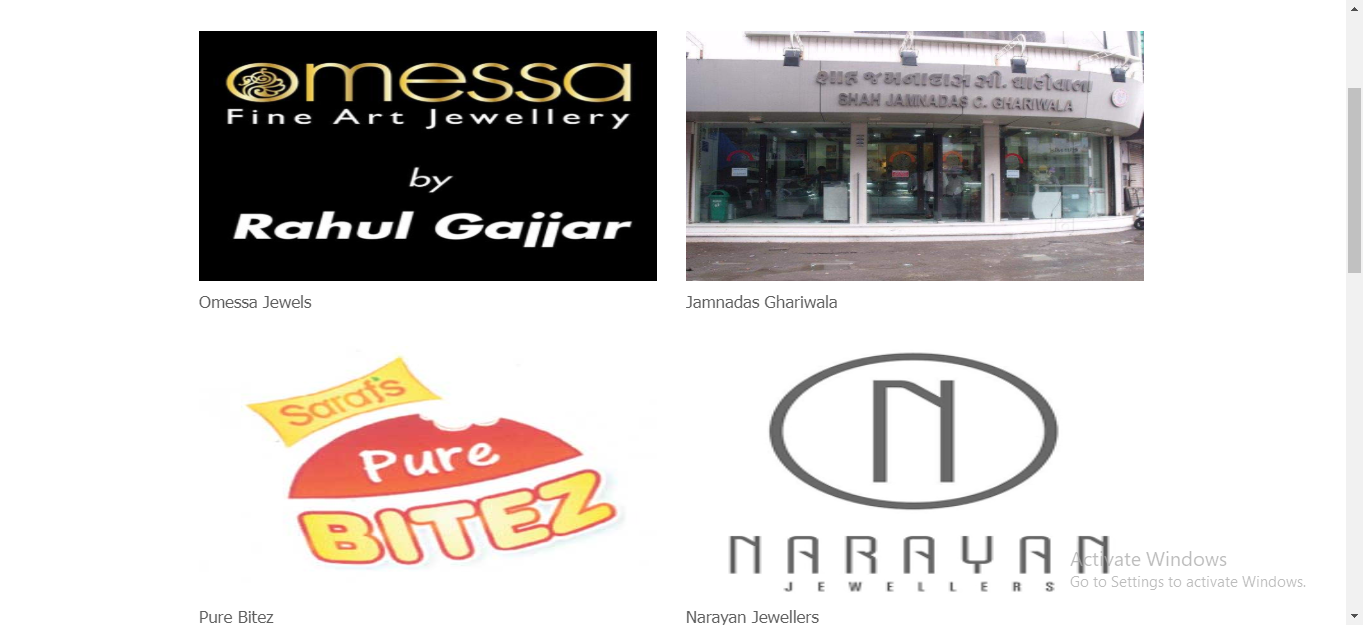 Omessa
Fine Art Jewellery
by
Rahul Gajjar
શાહ જમનાદાસ સી. ઘારીવાલા
SHAH JAMNADAS C. GHARIWALA
Omessa Jewels
Jamnadas Ghariwala
Saraf's
Pure
BITEZ
N
NARAYAN
JEWELLERS
Activate Windows
Go to Settings to activate Windows.
Pure Bitez
Narayan Jewellers